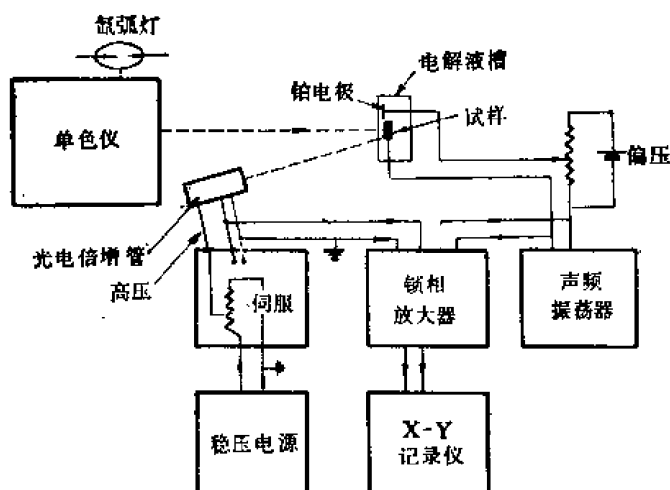 氙弧灯
单色仪
电解液槽
铂电极
试样
偏压
光电倍增管
高压
伺服
锁相
放大器
声频
振荡器
稳压电源
X-Y
记录仪